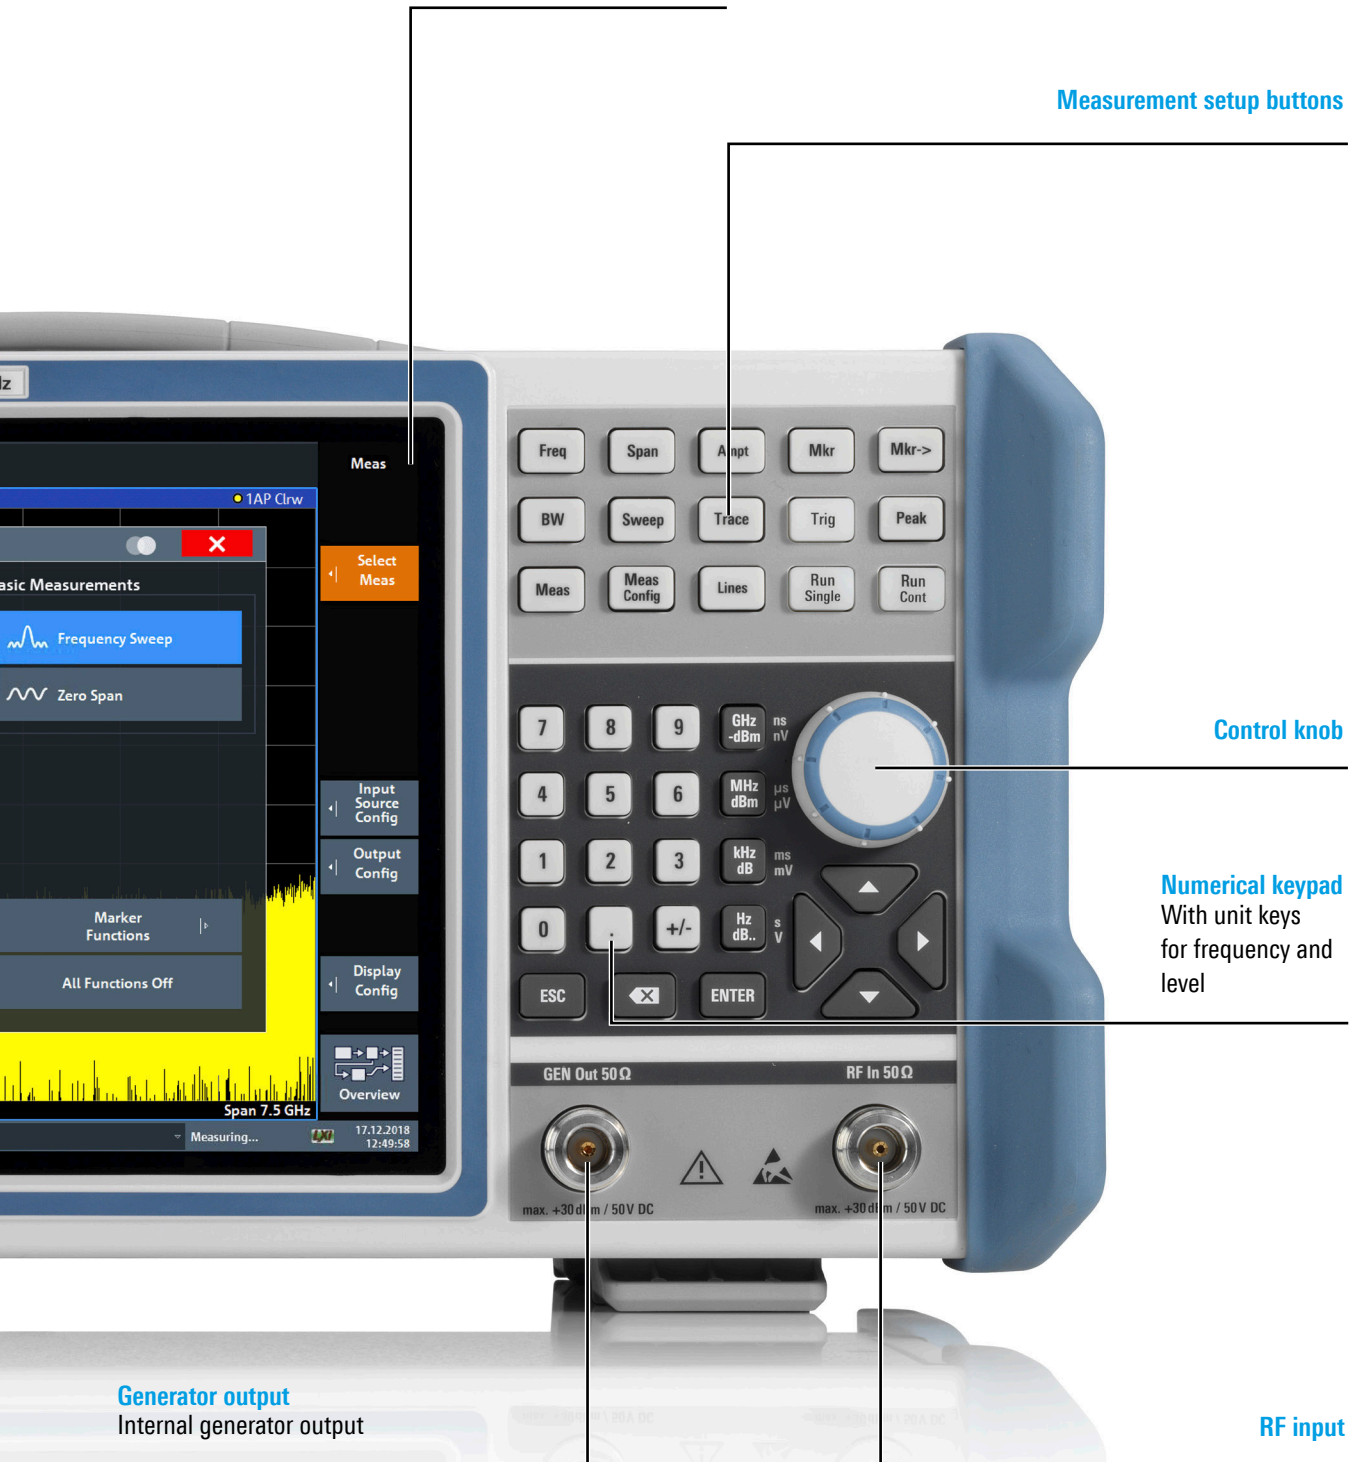 Measurement setup buttons
Meas
1AP Clrw
Select
Meas
Basic Measurements
Frequency Sweep
Zero Span
Input
Source
Config
Output
Config
Marker
Functions
All Functions Off
Display
Config
Overview
Span 7.5 GHz
Measuring...
LXI
17.12.2018
12:49:58
Freq Span Ampt Mkr Mkr->
BW Sweep Trace Trig Peak
Meas Meas Config Lines Run Single Run Cont
7 8 9 GHz -dBm ns nV
4 5 6 MHz dBm µs µV
1 2 3 kHz dB ms mV
0 . +/- Hz dB.. s V
ESC ENTER
Control knob
Numerical keypad
With unit keys
for frequency and
level
GEN Out 50 Ω
RF In 50 Ω
max. +30 dBm / 50 V DC
max. +30 dBm / 50 V DC
Generator output
Internal generator output
RF input